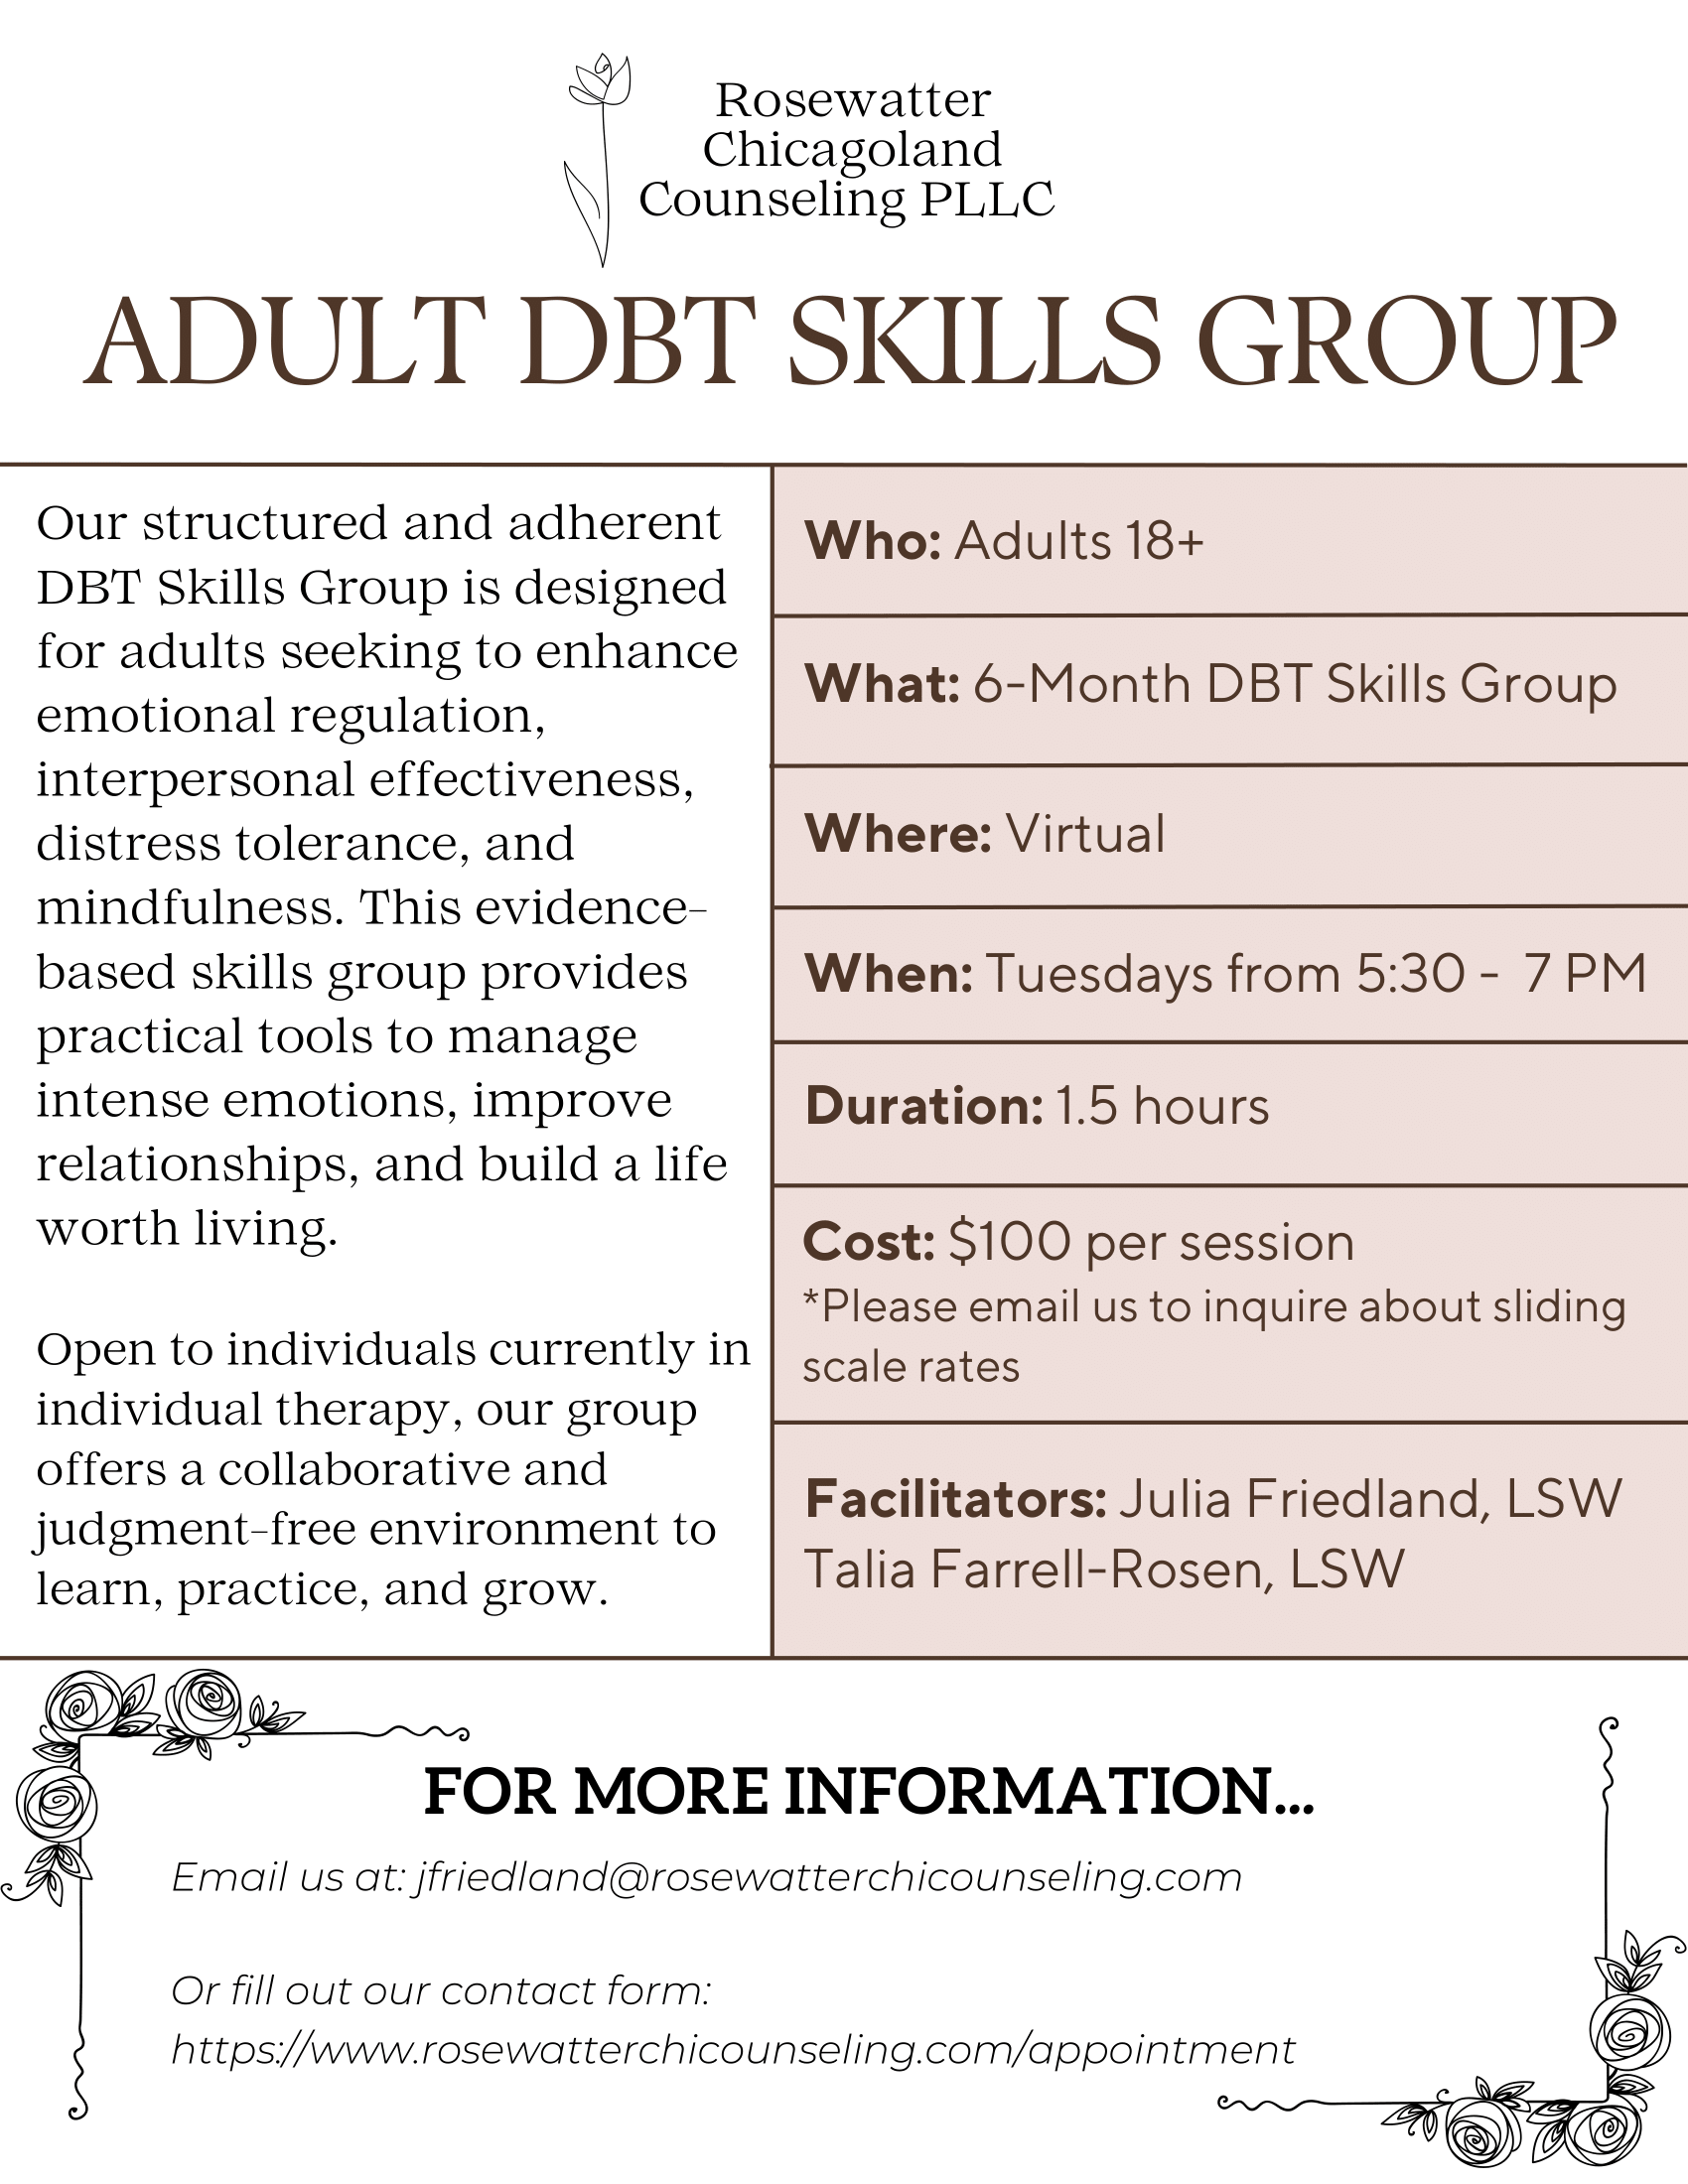 Rosewatter
Chicagoland
Counseling PLLC
ADULT DBT SKILLS GROUP
Our structured and adherent
DBT Skills Group is designed
for adults seeking to enhance
emotional regulation,
interpersonal effectiveness,
distress tolerance, and
mindfulness. This evidence-
based skills group provides
practical tools to manage
intense emotions, improve
relationships, and build a life
worth living.
Open to individuals currently in
individual therapy, our group
offers a collaborative and
judgment-free environment to
learn, practice, and grow.
Who: Adults 18+
What: 6-Month DBT Skills Group
Where: Virtual
When: Tuesdays from 5:30 - 7 PM
Duration: 1.5 hours
Cost: $100 per session
*Please email us to inquire about sliding
scale rates
Facilitators: Julia Friedland, LSW
Talia Farrell-Rosen, LSW
FOR MORE INFORMATION...
Email us at: jfriedland@rosewatterchicounseling.com
Or fill out our contact form:
https://www.rosewatterchicounseling.com/appointment